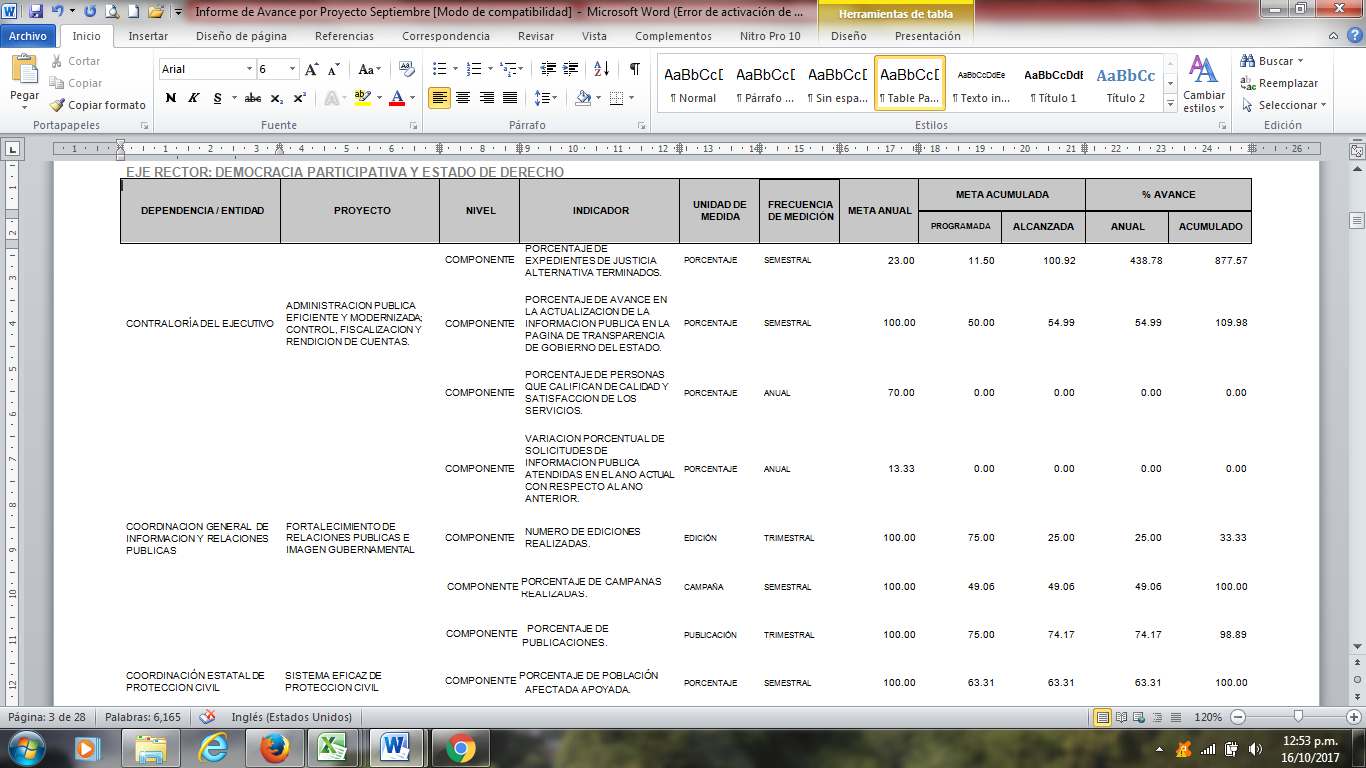 Informe de Avance por Proyecto Septiembre [Modo de compatibilidad] - Microsoft Word (Error de activación de ...
Herramientas de tabla
Archivo Inicio Insertar Diseño de página Referencias Correspondencia Revisar Vista Complementos Nitro Pro 10 Diseño Presentación
Pegar
Cortar
Copiar
Copiar formato
Portapapeles
Arial 6
Fuente
Párrafo
AaBbCcI AaBbCcI AaBbCcI AaBbCcI AaBbCcDdEe AaBbCcDdE AaBbCc
¶ Normal ¶ Párrafo ... ¶ Sin espa... ¶ Table Pa... ¶ Texto in... ¶ Título 1 Título 2
Cambiar estilos
Estilos
Buscar
Reemplazar
Seleccionar
Edición
EJE RECTOR: DEMOCRACIA PARTICIPATIVA Y ESTADO DE DERECHO
DEPENDENCIA / ENTIDAD PROYECTO NIVEL INDICADOR UNIDAD DE MEDIDA FRECUENCIA DE MEDICIÓN META ANUAL META ACUMULADA % AVANCE
PROGRAMADA ALCANZADA ANUAL ACUMULADO
COMPONENTE
PORCENTAJE DE
EXPEDIENTES DE JUSTICIA
ALTERNATIVA TERMINADOS.
PORCENTAJE SEMESTRAL 23.00 11.50 100.92 438.78 877.57
CONTRALORÍA DEL EJECUTIVO
ADMINISTRACION PUBLICA
EFICIENTE Y MODERNIZADA;
CONTROL, FISCALIZACION Y
RENDICION DE CUENTAS.
COMPONENTE
PORCENTAJE DE AVANCE EN
LA ACTUALIZACION DE LA
INFORMACION PUBLICA EN LA
PAGINA DE TRANSPARENCIA
DE GOBIERNO DEL ESTADO.
PORCENTAJE SEMESTRAL 100.00 50.00 54.99 54.99 109.98
COMPONENTE
PORCENTAJE DE PERSONAS
QUE CALIFICAN DE CALIDAD Y
SATISFACCION DE LOS
SERVICIOS.
PORCENTAJE ANUAL 70.00 0.00 0.00 0.00 0.00
COMPONENTE
VARIACION PORCENTUAL DE
SOLICITUDES DE
INFORMACION PUBLICA
ATENDIDAS EN EL ANO ACTUAL
CON RESPECTO AL ANO
ANTERIOR.
PORCENTAJE ANUAL 13.33 0.00 0.00 0.00 0.00
COORDINACION GENERAL DE
INFORMACION Y RELACIONES
PUBLICAS
FORTALECIMIENTO DE
RELACIONES PUBLICAS E
IMAGEN GUBERNAMENTAL
COMPONENTE
NUMERO DE EDICIONES
REALIZADAS.
EDICIÓN TRIMESTRAL 100.00 75.00 25.00 25.00 33.33
COMPONENTE
PORCENTAJE DE CAMPANAS
REALIZADAS.
CAMPAÑA SEMESTRAL 100.00 49.06 49.06 49.06 100.00
COMPONENTE
PORCENTAJE DE
PUBLICACIONES.
PUBLICACIÓN TRIMESTRAL 100.00 75.00 74.17 74.17 98.89
COORDINACIÓN ESTATAL DE
PROTECCION CIVIL
SISTEMA EFICAZ DE
PROTECCION CIVIL
COMPONENTE
PORCENTAJE DE POBLACIÓN
AFECTADA APOYADA.
PORCENTAJE SEMESTRAL 100.00 63.31 63.31 63.31 100.00
Página: 3 de 28 Palabras: 6,165 Inglés (Estados Unidos) 120%
12:53 p.m.
16/10/2017